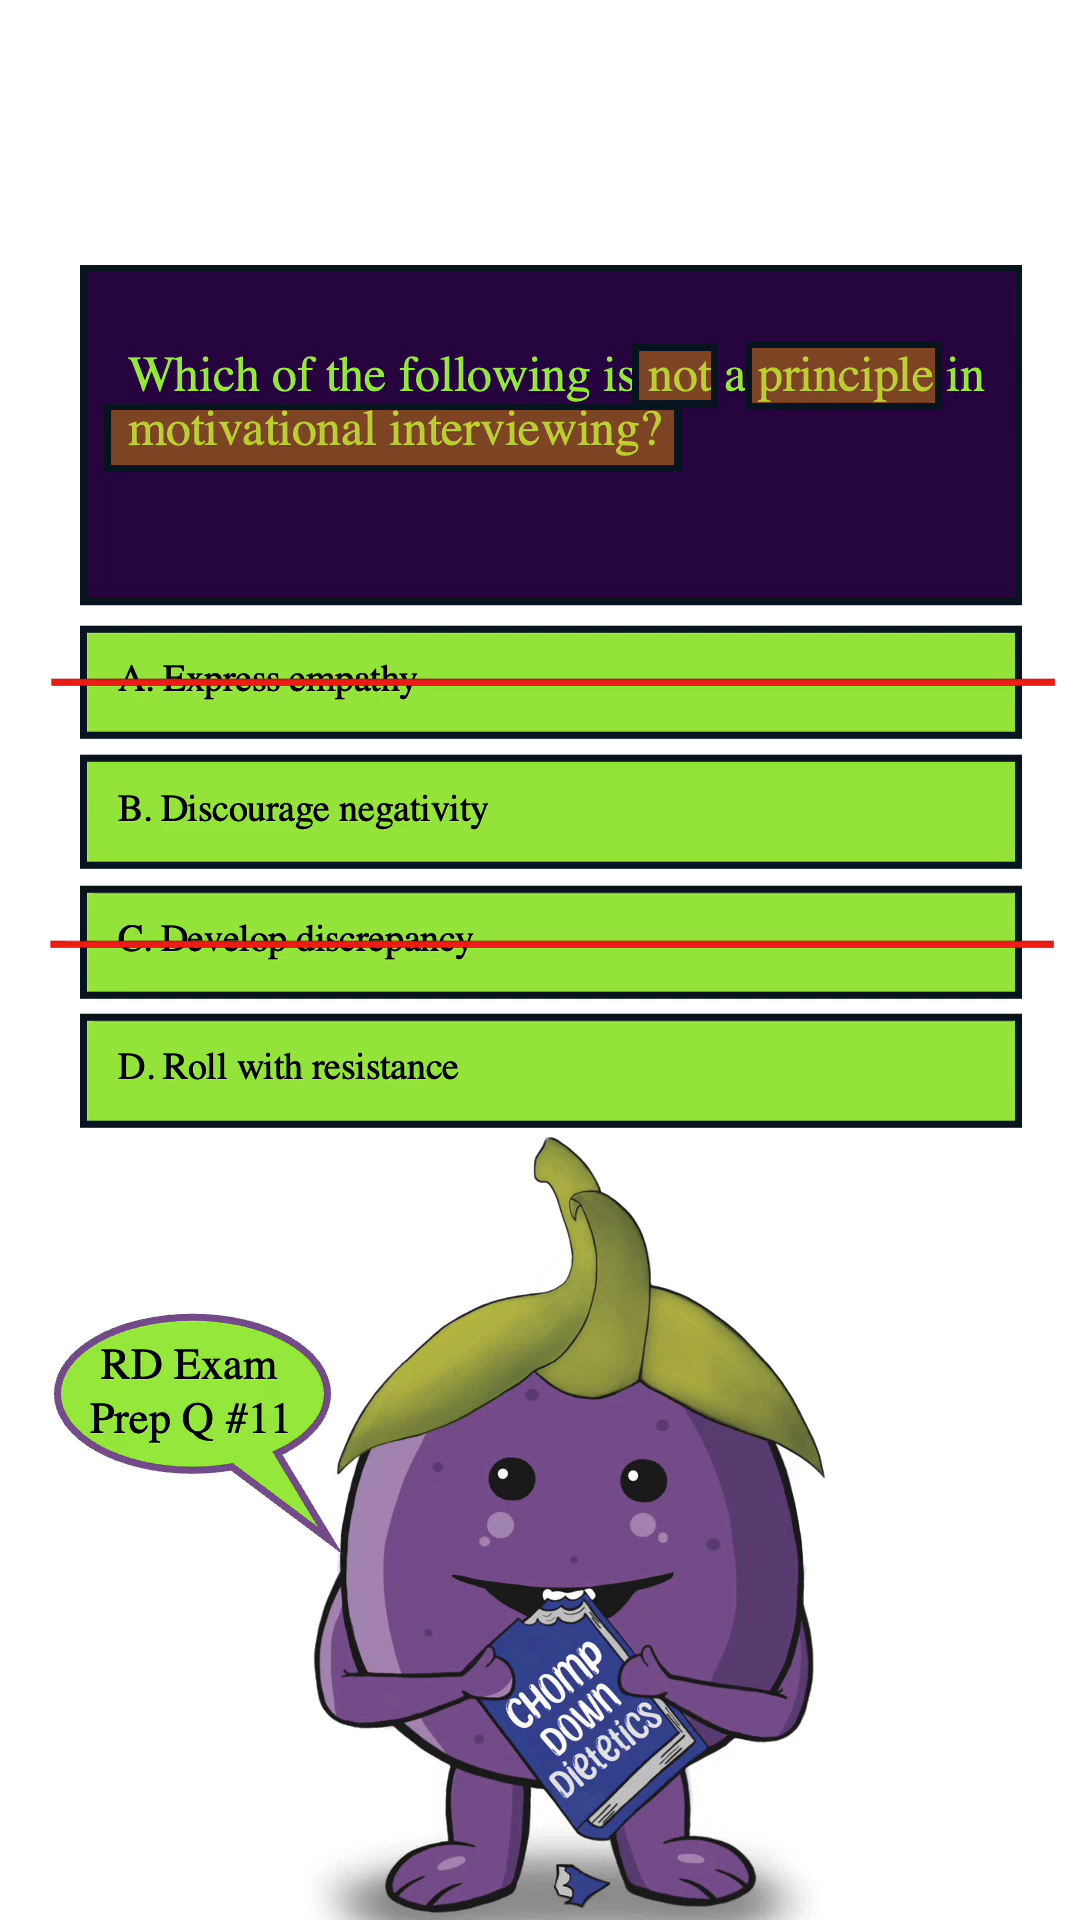 Which of the following is not a principle in
motivational interviewing?
A. Express empathy
B. Discourage negativity
C. Develop discrepancy
D. Roll with resistance
RD Exam
Prep Q #11
CHOMP
DOWN
Dietetics